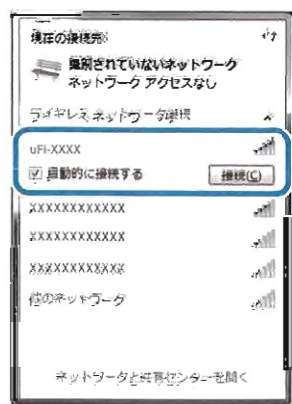 現在の接続先
識別されていないネットワーク
ネットワーク アクセスなし
ワイヤレス ネットワーク接続
uFi-XXXX
自動的に接続する
接続(C)
XXXXXXXXXXXX
XXXXXXXXXXXX
XXXXXXXXXXXX
他のネットワーク
ネットワークと共有センターを開く